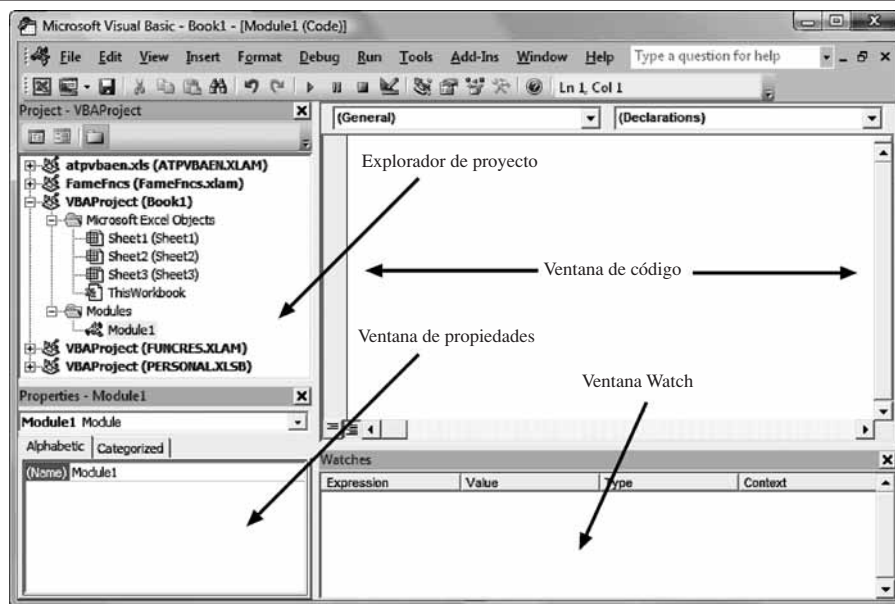 Microsoft Visual Basic - Book1 - [Module1 (Code)]
File Edit View Insert Format Debug Run Tools Add-Ins Window Help Type a question for help
Ln 1, Col 1
Project - VBAProject
(General) (Declarations)
atpvbaen.xls (ATPVBAEN.XLAM)
FameFncs (FameFncs.xlam)
VBAProject (Book1)
Microsoft Excel Objects
Sheet1 (Sheet1)
Sheet2 (Sheet2)
Sheet3 (Sheet3)
ThisWorkbook
Modules
Module1
VBAProject (FUNCRES.XLAM)
VBAProject (PERSONAL.XLSB)
Explorador de proyecto
Ventana de código
Ventana de propiedades
Ventana Watch
Properties - Module1
Module1 Module
Alphabetic Categorized
(Name) Module1
Watches
Expression Value Type Context